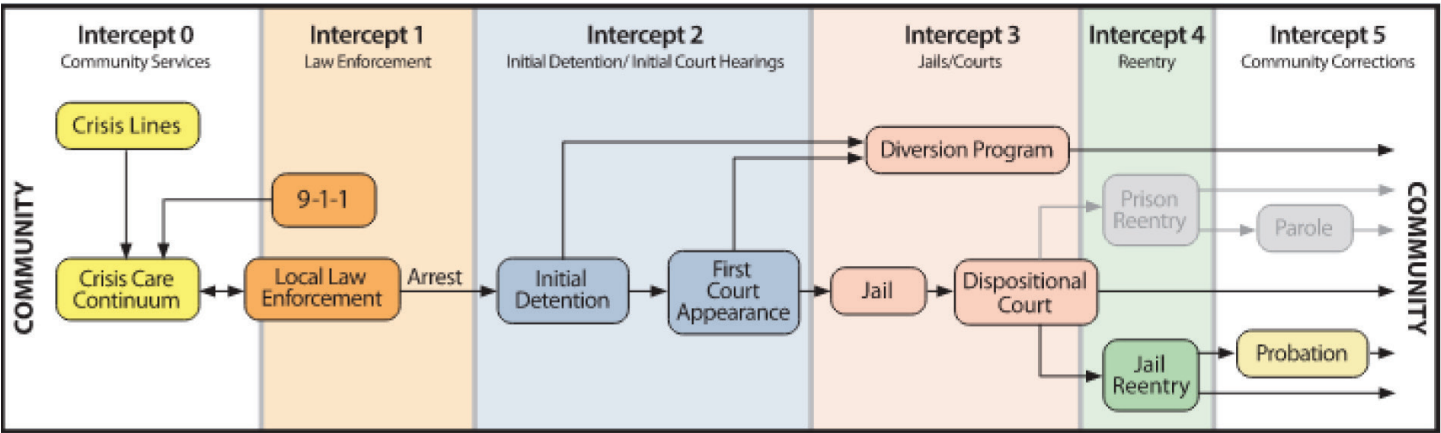 Intercept 0
Community Services
Intercept 1
Law Enforcement
Intercept 2
Initial Detention/ Initial Court Hearings
Intercept 3
Jails/Courts
Intercept 4
Reentry
Intercept 5
Community Corrections
COMMUNITY
Crisis Lines
9-1-1
Crisis Care
Continuum
Local Law
Enforcement
Arrest
Initial
Detention
First
Court
Appearance
Diversion Program
Jail
Dispositional
Court
Prison
Reentry
Parole
Jail
Reentry
Probation
COMMUNITY